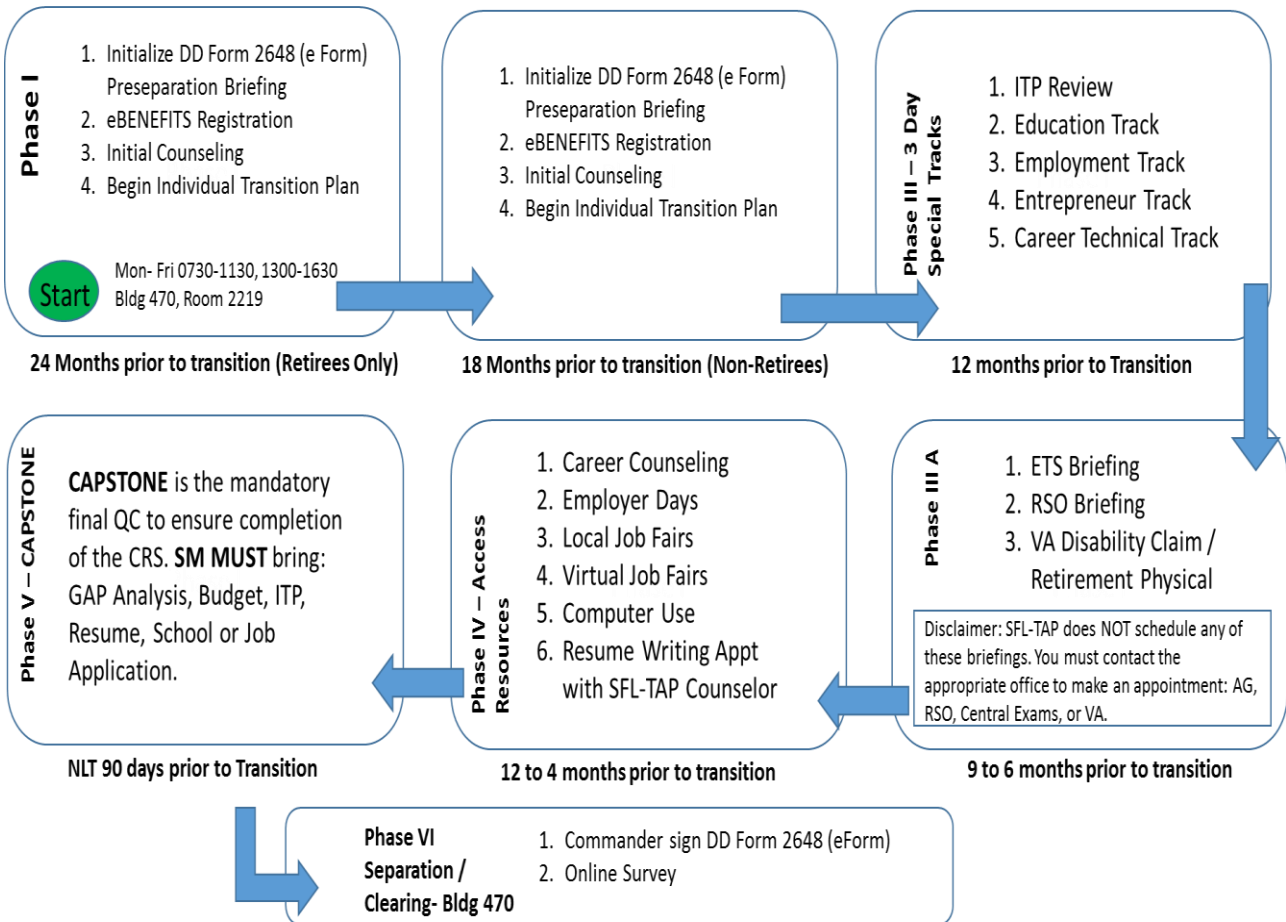 Phase I
1. Initialize DD Form 2648 (e Form)
Preseparation Briefing
2. eBENEFITS Registration
3. Initial Counseling
4. Begin Individual Transition Plan
Start
Mon- Fri 0730-1130, 1300-1630
Bldg 470, Room 2219
24 Months prior to transition (Retirees Only)
1. Initialize DD Form 2648 (e Form)
Preseparation Briefing
2. eBENEFITS Registration
3. Initial Counseling
4. Begin Individual Transition Plan
18 Months prior to transition (Non-Retirees)
Phase III – 3 Day
Special Tracks
1. ITP Review
2. Education Track
3. Employment Track
4. Entrepreneur Track
5. Career Technical Track
12 months prior to Transition
Phase V – CAPSTONE
CAPSTONE is the mandatory
final QC to ensure completion
of the CRS. SM MUST bring:
GAP Analysis, Budget, ITP,
Resume, School or Job
Application.
NLT 90 days prior to Transition
Phase IV – Access
Resources
1. Career Counseling
2. Employer Days
3. Local Job Fairs
4. Virtual Job Fairs
5. Computer Use
6. Resume Writing Appt
with SFL-TAP Counselor
12 to 4 months prior to transition
Phase III A
1. ETS Briefing
2. RSO Briefing
3. VA Disability Claim /
Retirement Physical
Disclaimer: SFL-TAP does NOT schedule any of
these briefings. You must contact the
appropriate office to make an appointment: AG,
RSO, Central Exams, or VA.
9 to 6 months prior to transition
Phase VI
Separation /
Clearing- Bldg 470
1. Commander sign DD Form 2648 (eForm)
2. Online Survey